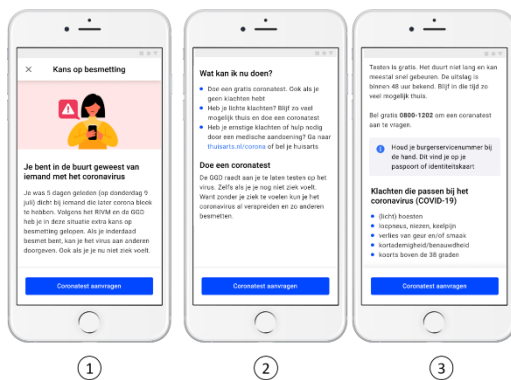 Kans op besmetting
Je bent in de buurt geweest van
iemand met het coronavirus
Je was 5 dagen geleden (op donderdag 9
juli) dicht bij iemand die later corona bleek
te hebben. Volgens het RIVM en de GGD
heb je in deze situatie extra kans op
besmetting gelopen. Als je inderdaad
besmet bent, kan je het virus aan anderen
doorgeven. Ook als je je nu niet ziek voelt.
Coronatest aanvragen
1
Wat kan ik nu doen?
Doe een gratis coronatest. Ook als je
geen klachten hebt
Heb je lichte klachten? Blijf zo veel
mogelijk thuis en doe een coronatest
Heb je ernstige klachten of hulp nodig
door een medische aandoening? Ga naar
thuisarts.nl/corona of bel je huisarts
Doe een coronatest
De GGD raadt aan je te laten testen op het
virus. Zelfs als je je nog niet ziek voelt.
Want zonder je ziek te voelen kun je het
coronavirus al verspreiden en zo anderen
besmetten.
Coronatest aanvragen
2
Testen is gratis. Het duurt niet lang en kan
meestal snel gebeuren. De uitslag is
binnen 48 uur bekend. Blijf in die tijd zo
veel mogelijk thuis.
Bel gratis 0800-1202 om een coronatest
aan te vragen.
Houd je burgerservicenummer bij
de hand. Dit vind je op je
paspoort of identiteitskaart
Klachten die passen bij het
coronavirus (COVID-19)
(licht) hoesten
loopneus, niezen, keelpijn
verlies van geur en/of smaak
kortademigheid/benauwdheid
koorts boven de 38 graden
Coronatest aanvragen
3